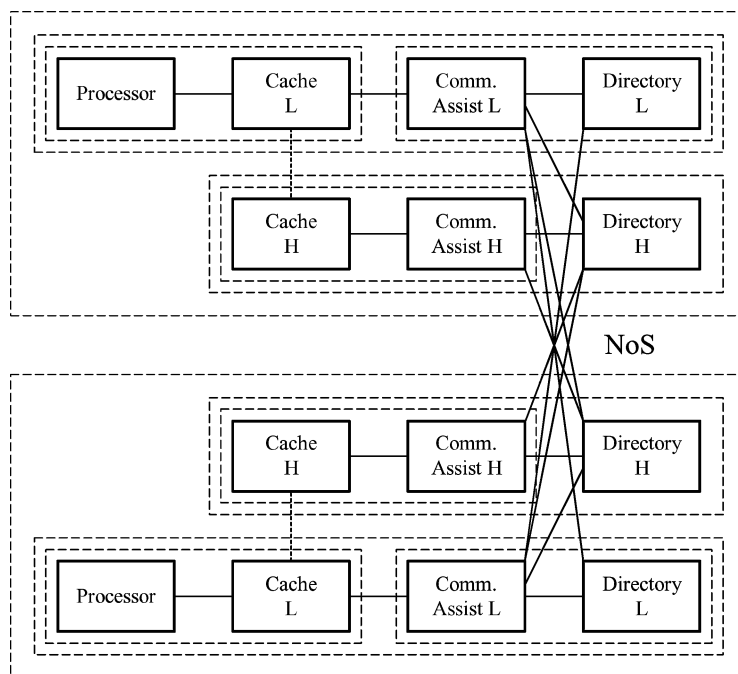 Processor
Cache
L
Comm.
Assist L
Directory
L
Cache
H
Comm.
Assist H
Directory
H
NoS
Cache
H
Comm.
Assist H
Directory
H
Processor
Cache
L
Comm.
Assist L
Directory
L